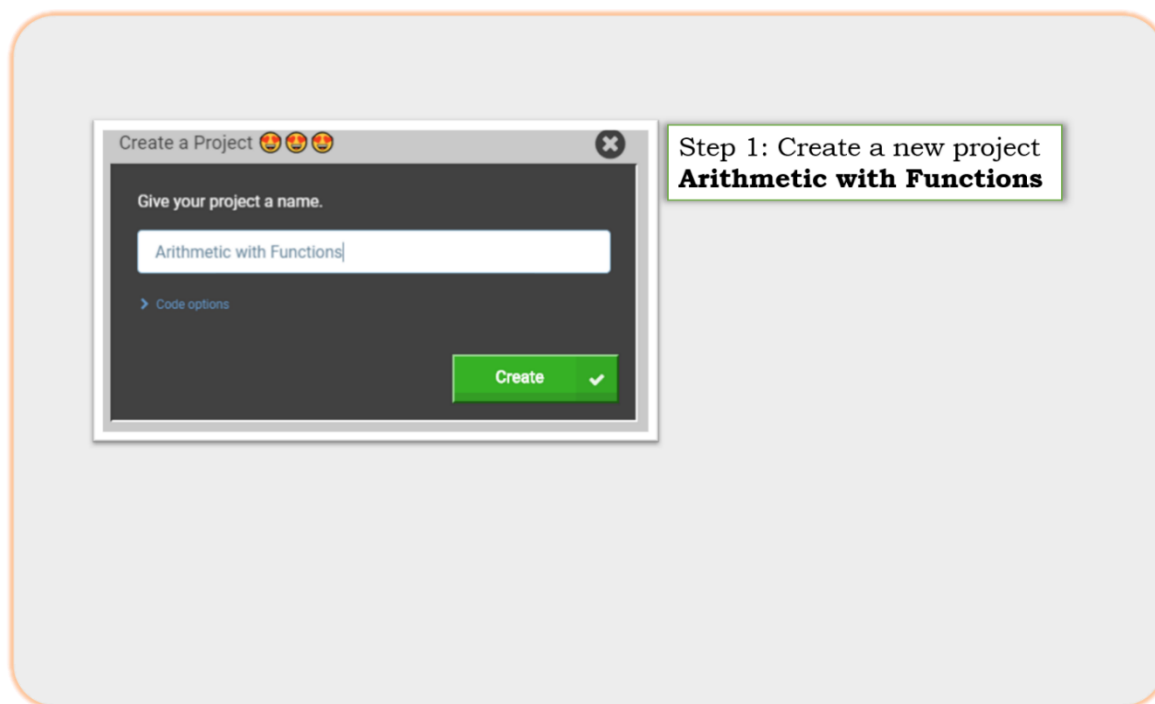 Create a Project 😍😍😍
Step 1: Create a new project
Arithmetic with Functions
Give your project a name.
Arithmetic with Functions
Code options
Create